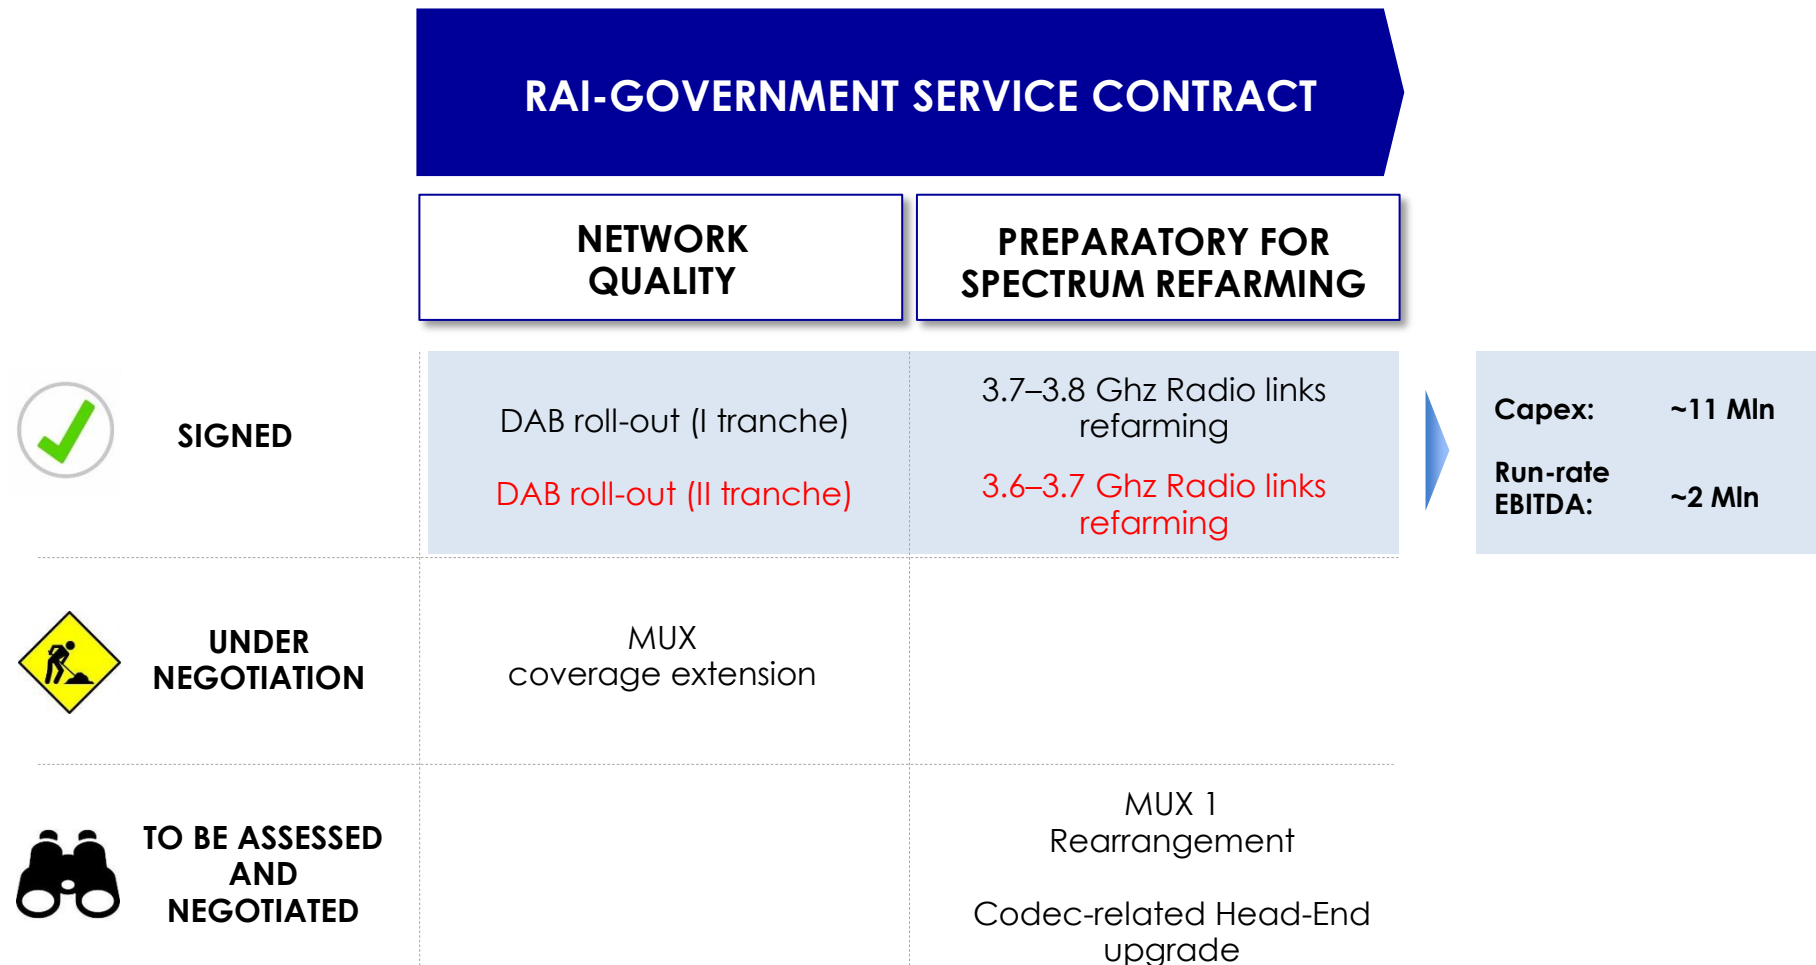 RAI-GOVERNMENT SERVICE CONTRACT
NETWORK
QUALITY
PREPARATORY FOR
SPECTRUM REFARMING
SIGNED
DAB roll-out (I tranche)
DAB roll-out (II tranche)
3.7–3.8 Ghz Radio links
refarming
3.6–3.7 Ghz Radio links
refarming
Capex: ~11 Mln
Run-rate
EBITDA: ~2 Mln
UNDER
NEGOTIATION
MUX
coverage extension
TO BE ASSESSED
AND
NEGOTIATED
MUX 1
Rearrangement
Codec-related Head-End
upgrade